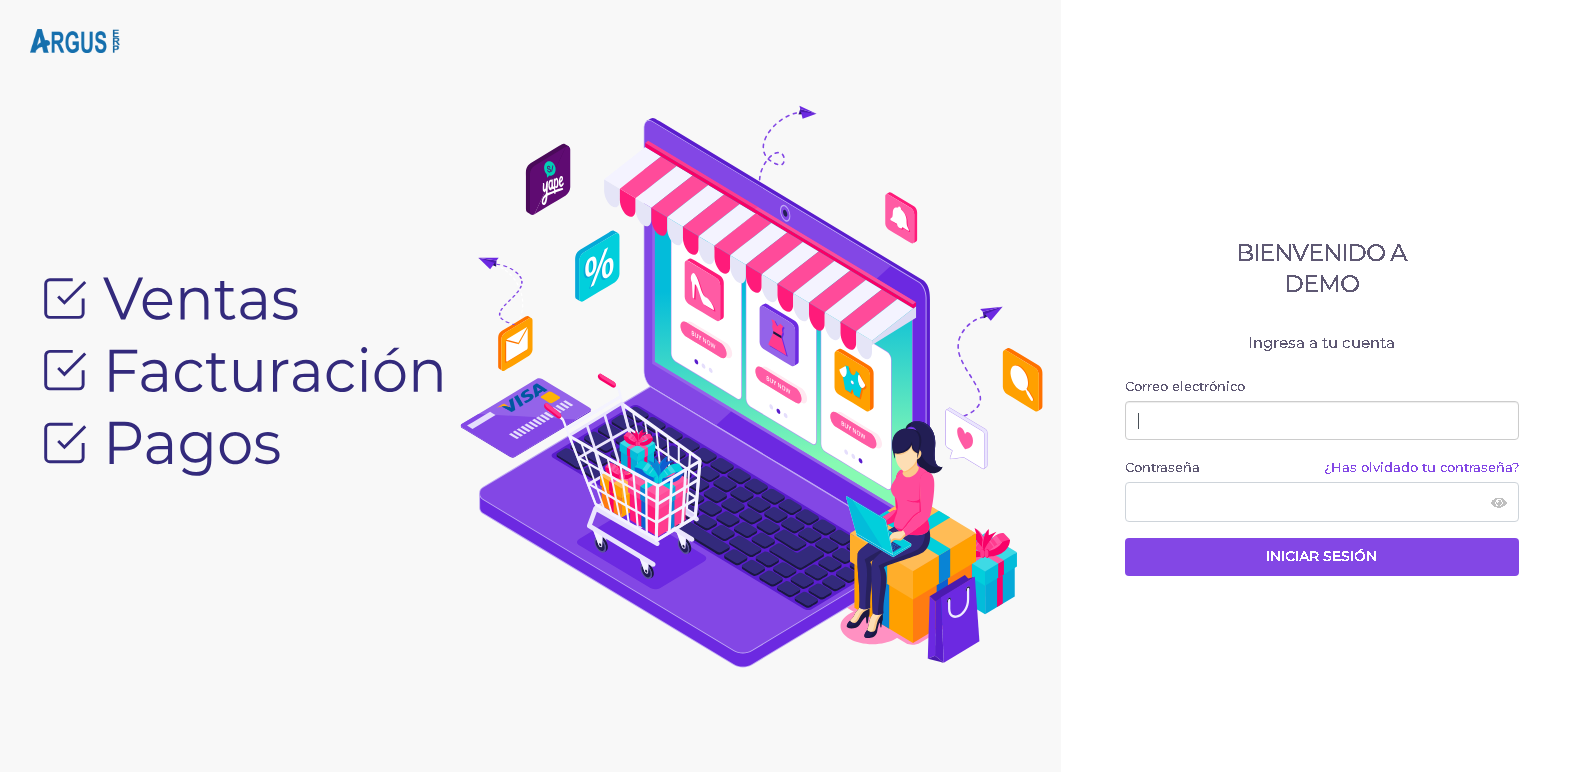 ARGUS ERP
Ventas
Facturación
Pagos
yape
S/
%
VISA
BUY NOW
BUY NOW
BUY NOW
BIENVENIDO A
DEMO
Ingresa a tu cuenta
Correo electrónico
Contraseña ¿Has olvidado tu contraseña?
INICIAR SESIÓN